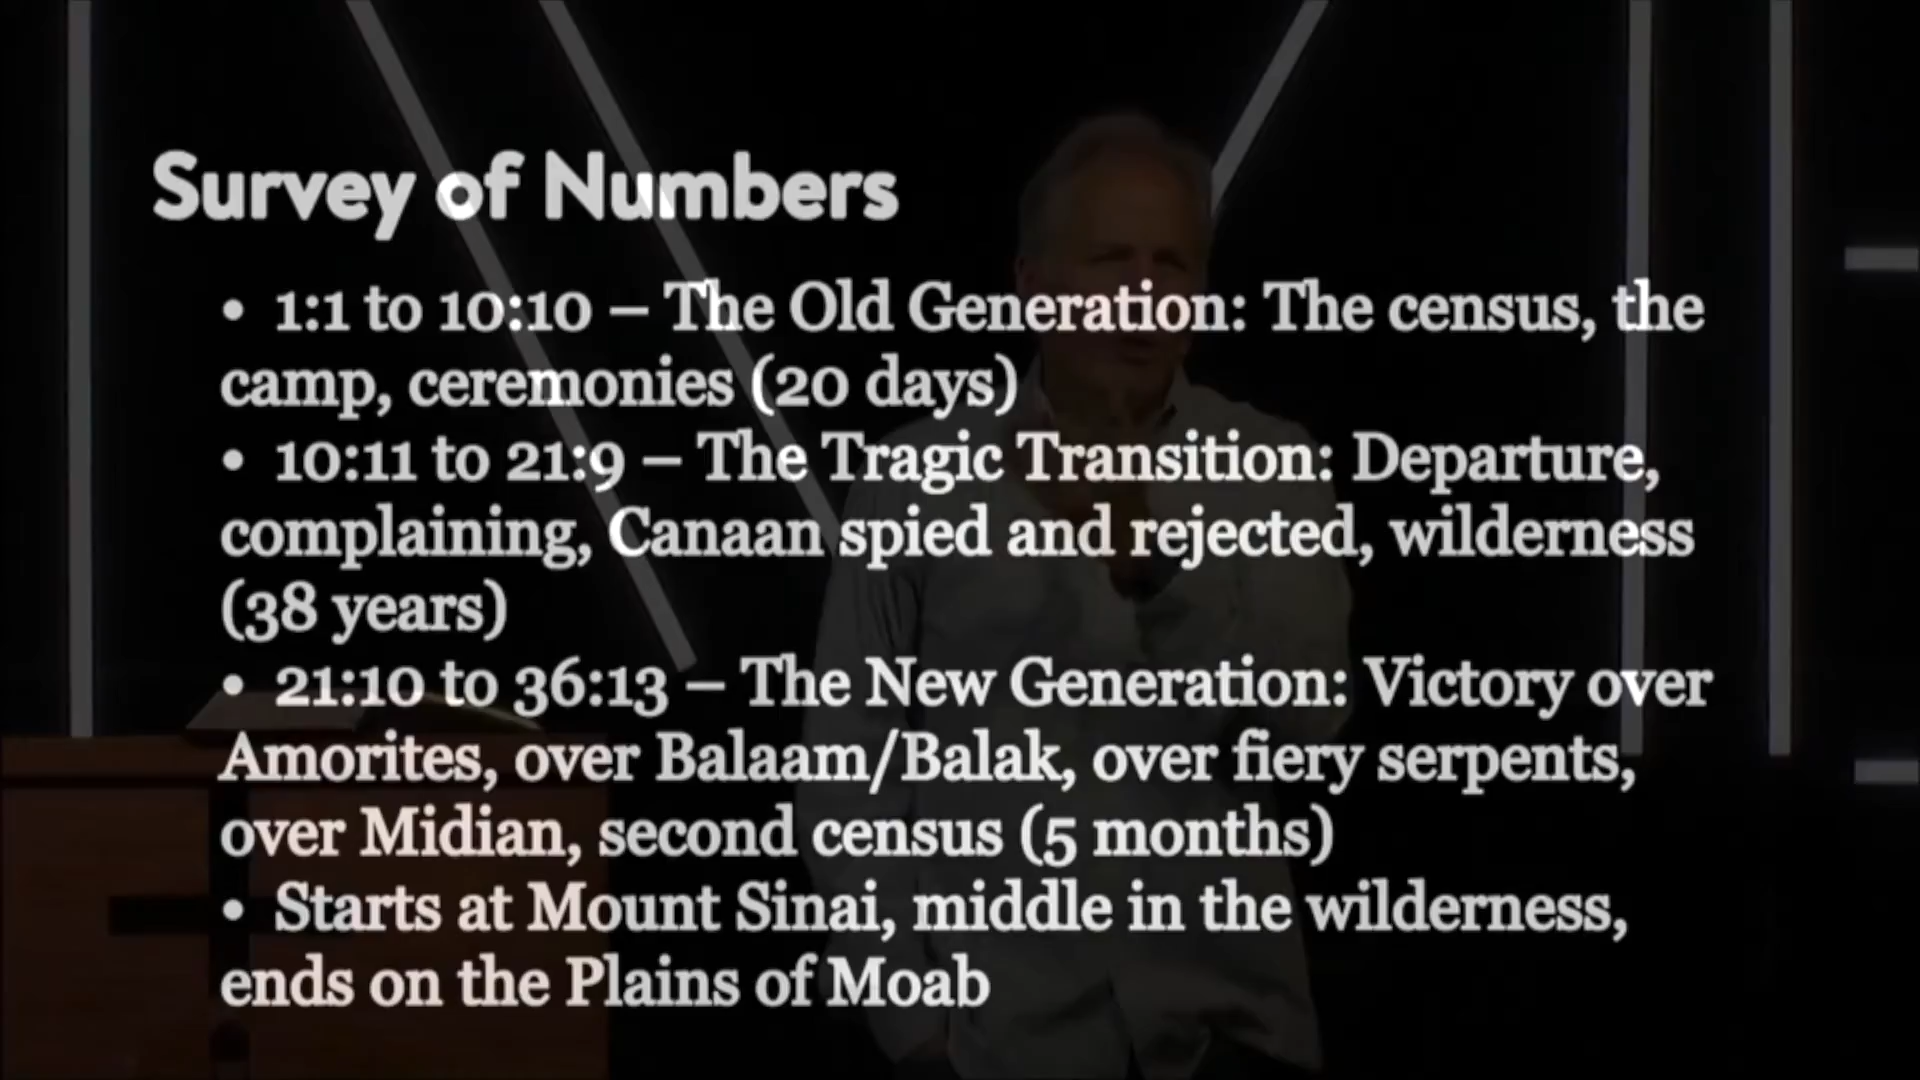 Survey of Numbers
• 1:1 to 10:10 – The Old Generation: The census, the
camp, ceremonies (20 days)
• 10:11 to 21:9 – The Tragic Transition: Departure,
complaining, Canaan spied and rejected, wilderness
(38 years)
• 21:10 to 36:13 – The New Generation: Victory over
Amorites, over Balaam/Balak, over fiery serpents,
over Midian, second census (5 months)
• Starts at Mount Sinai, middle in the wilderness,
ends on the Plains of Moab